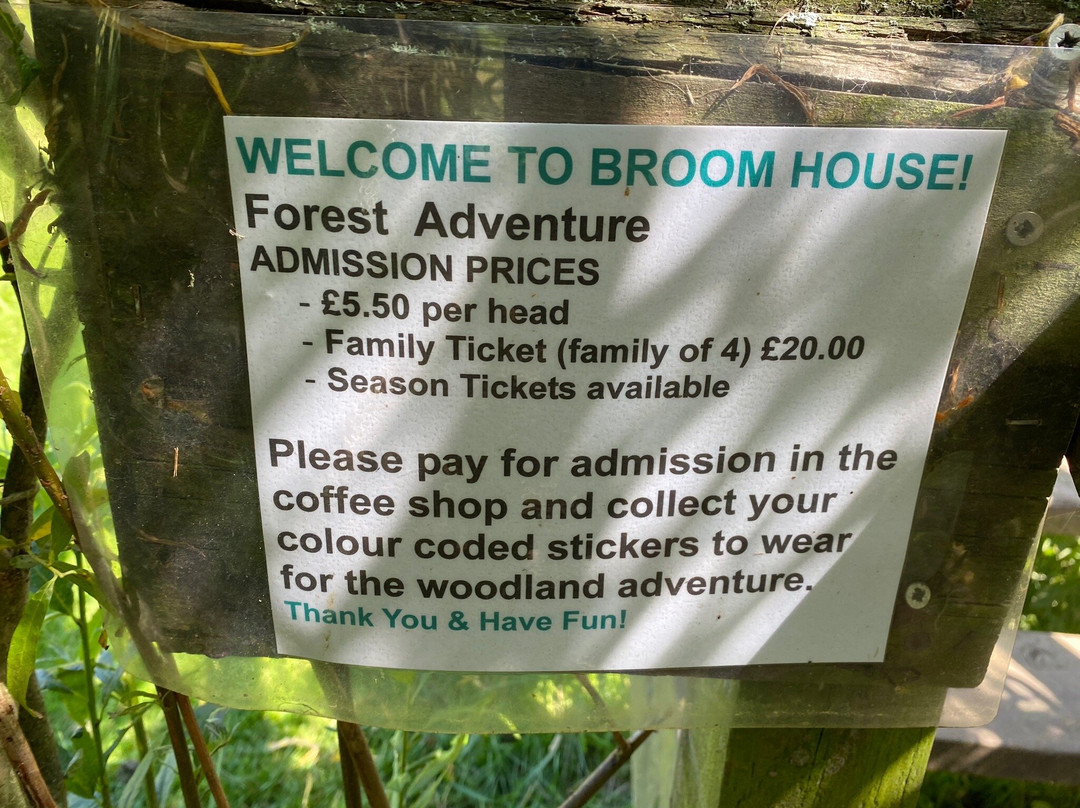 WELCOME TO BROOM HOUSE!
Forest Adventure
ADMISSION PRICES
- £5.50 per head
- Family Ticket (family of 4) £20.00
- Season Tickets available
Please pay for admission in the
coffee shop and collect your
colour coded stickers to wear
for the woodland adventure.
Thank You & Have Fun!